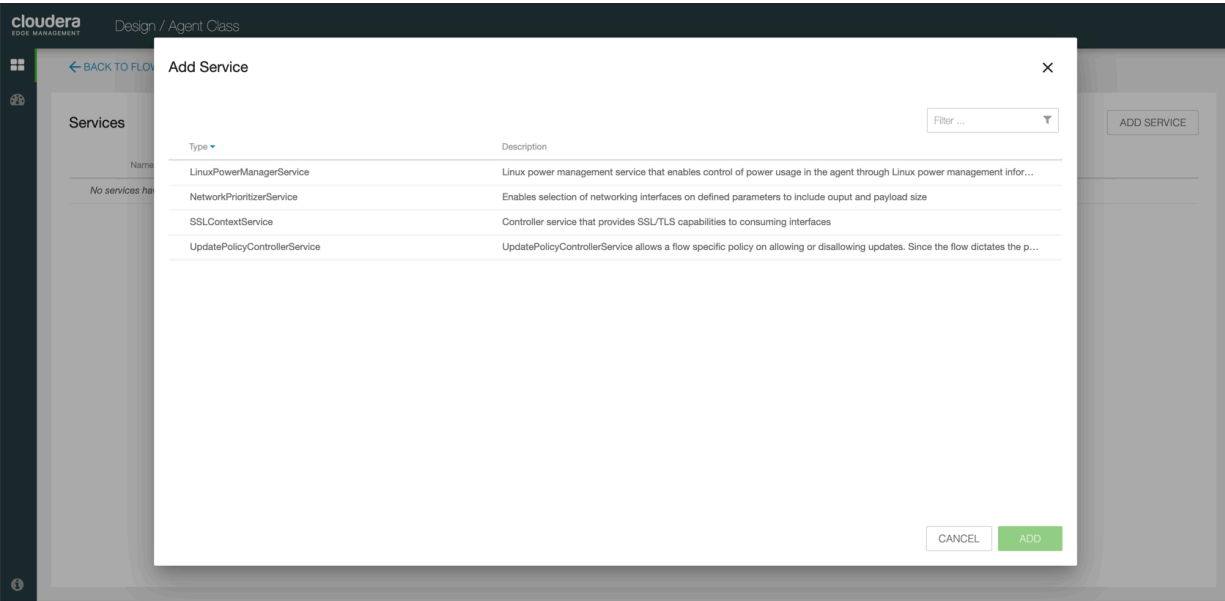 cloudera
EDGE MANAGEMENT
Design / Agent Class
BACK TO FLOW
Add Service
Services
Filter ...
ADD SERVICE
Type Description
Name
LinuxPowerManagerService Linux power management service that enables control of power usage in the agent through Linux power management infor...
No services hav
NetworkPrioritizerService Enables selection of networking interfaces on defined parameters to include ouput and payload size
SSLContextService Controller service that provides SSL/TLS capabilities to consuming interfaces
UpdatePolicyControllerService UpdatePolicyControllerService allows a flow specific policy on allowing or disallowing updates. Since the flow dictates the p...
CANCEL ADD